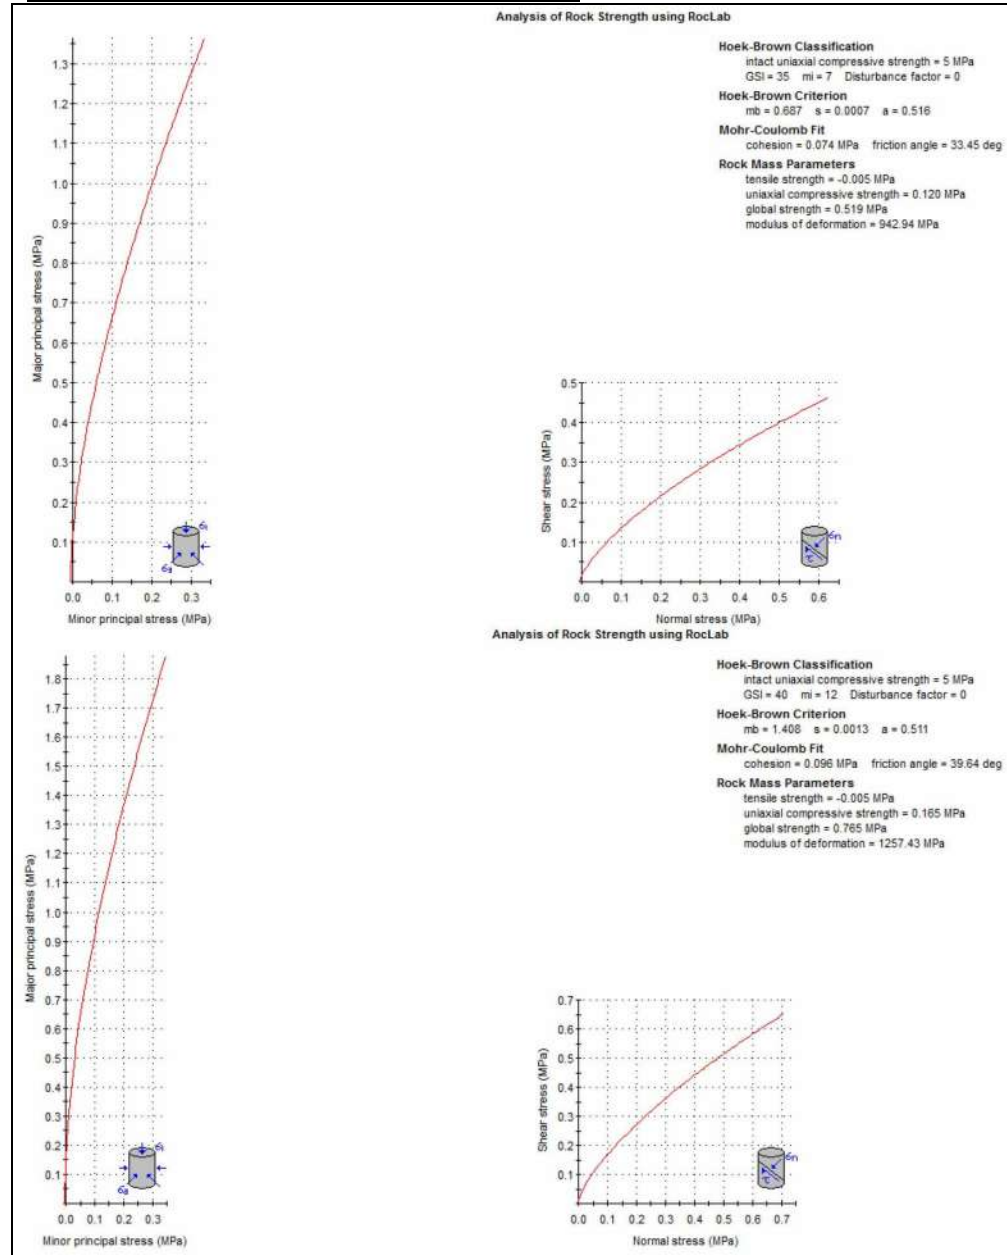 Analysis of Rock Strength using RocLab
Hoek-Brown Classification
intact uniaxial compressive strength = 5 MPa
GSI = 35 mi = 7 Disturbance factor = 0
Hoek-Brown Criterion
mb = 0.687 s = 0.0007 a = 0.516
Mohr-Coulomb Fit
cohesion = 0.074 MPa friction angle = 33.45 deg
Rock Mass Parameters
tensile strength = -0.005 MPa
uniaxial compressive strength = 0.120 MPa
global strength = 0.519 MPa
modulus of deformation = 942.94 MPa
Major principal stress (MPa)
1.3
1.2
1.1
1.0
0.9
0.8
0.7
0.6
0.5
0.4
0.3
0.2
0.1
σ1
σ3
0.0 0.1 0.2 0.3
Minor principal stress (MPa)
Shear stress (MPa)
0.5
0.4
0.3
0.2
0.1
σn
τ
0.0 0.1 0.2 0.3 0.4 0.5 0.6
Normal stress (MPa)
Analysis of Rock Strength using RocLab
Hoek-Brown Classification
intact uniaxial compressive strength = 5 MPa
GSI = 40 mi = 12 Disturbance factor = 0
Hoek-Brown Criterion
mb = 1.408 s = 0.0013 a = 0.511
Mohr-Coulomb Fit
cohesion = 0.096 MPa friction angle = 39.64 deg
Rock Mass Parameters
tensile strength = -0.005 MPa
uniaxial compressive strength = 0.165 MPa
global strength = 0.765 MPa
modulus of deformation = 1257.43 MPa
Major principal stress (MPa)
1.8
1.7
1.6
1.5
1.4
1.3
1.2
1.1
1.0
0.9
0.8
0.7
0.6
0.5
0.4
0.3
0.2
0.1
σ1
σ3
0.0 0.1 0.2 0.3
Minor principal stress (MPa)
Shear stress (MPa)
0.7
0.6
0.5
0.4
0.3
0.2
0.1
σn
τ
0.0 0.1 0.2 0.3 0.4 0.5 0.6 0.7
Normal stress (MPa)